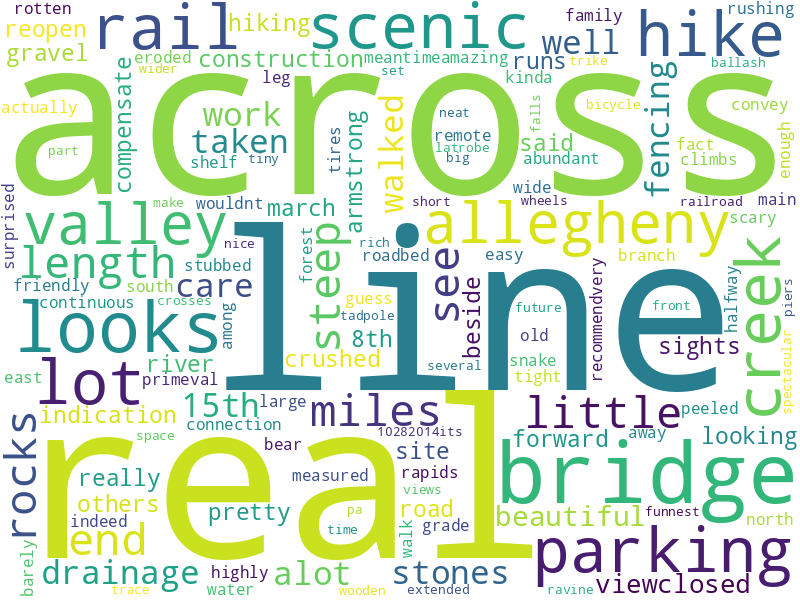 rotten
rail
scenic
family
rushing
reopen
hiking
well
hike
gravel
eroded
construction
meantimeamazing
runs
trike
ballash
wider
leg
set
kinda
actually
compensate
work
armstrong
walked
neat
remote
said
falls
bicycle
fencing
convey
across
part
taken
tires
latrobe
fact
enough
shelf
tiny
big
abundant
climbs
surprised
make
wouldnt
march
short
wheels
wide
railroad
main
valley
allegheny
scary
nice
rich
length
stubbed
forest
steep
roadbed
see
beside
easy
branch
friendly
south
care
line
recommendvery
halfway
piers
continuous
crosses
guess
future
front
creek
looks
among
tadpole
8th
old
sights
spectacular
river
crushed
several
snake
east
lot
primeval
tight
15th
large
miles
little
peeled
indication
connection
10282014its
forward
away
looking
rocks
space
bear
site
bridge
really
measured
rapids
others
real
views
indeed
pretty
pa
road
beautiful
funnest
north
end
time
walk
grade
parking
barely
drainage
highly
alot
stones
viewclosed
trace
water
wooden
extended
ravine